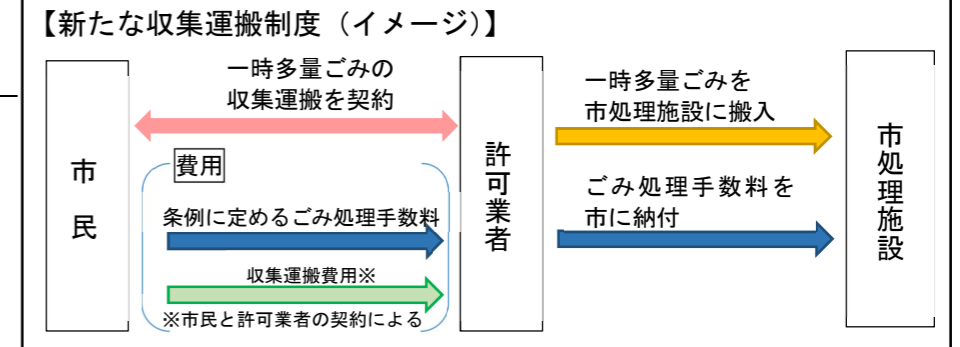 【新たな収集運搬制度（イメージ）】
市民
一時多量ごみの
収集運搬を契約
費用
条例に定めるごみ処理手数料
収集運搬費用※
※市民と許可業者の契約による
許可業者
一時多量ごみを
市処理施設に搬入
ごみ処理手数料を
市に納付
市処理施設